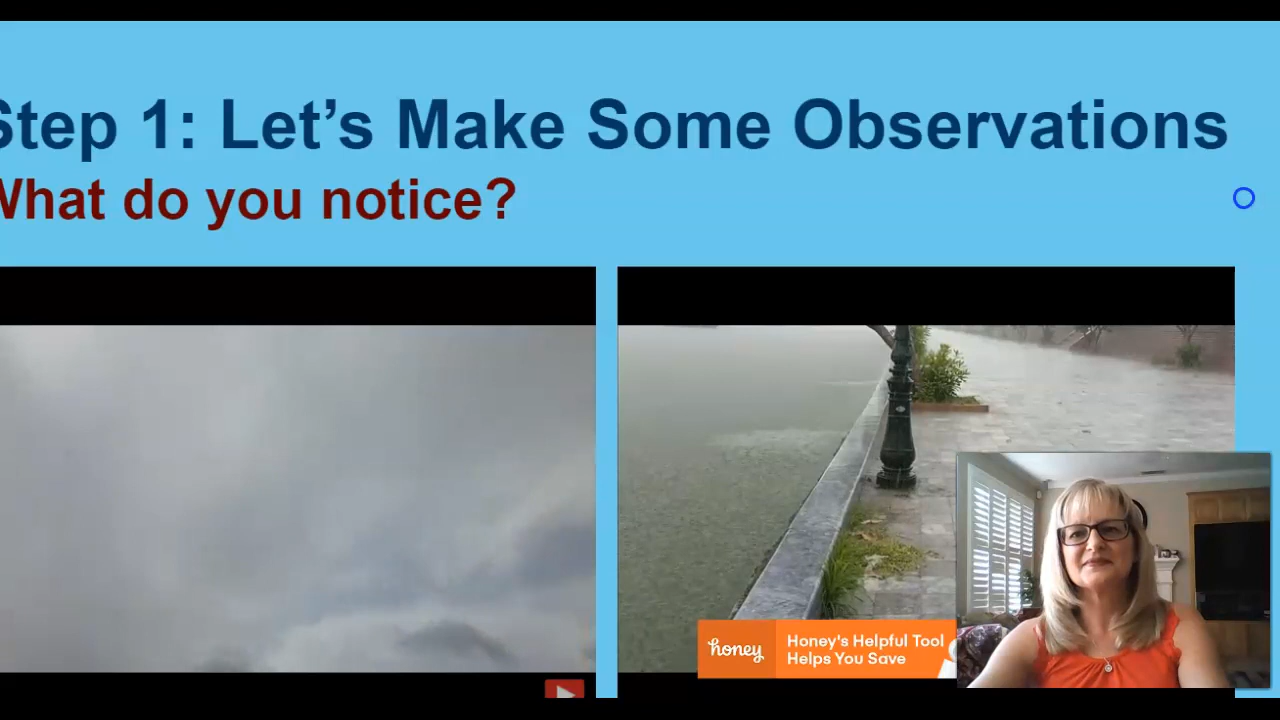 Step 1: Let's Make Some Observations
What do you notice?
honey
Honey's Helpful Tool
Helps You Save